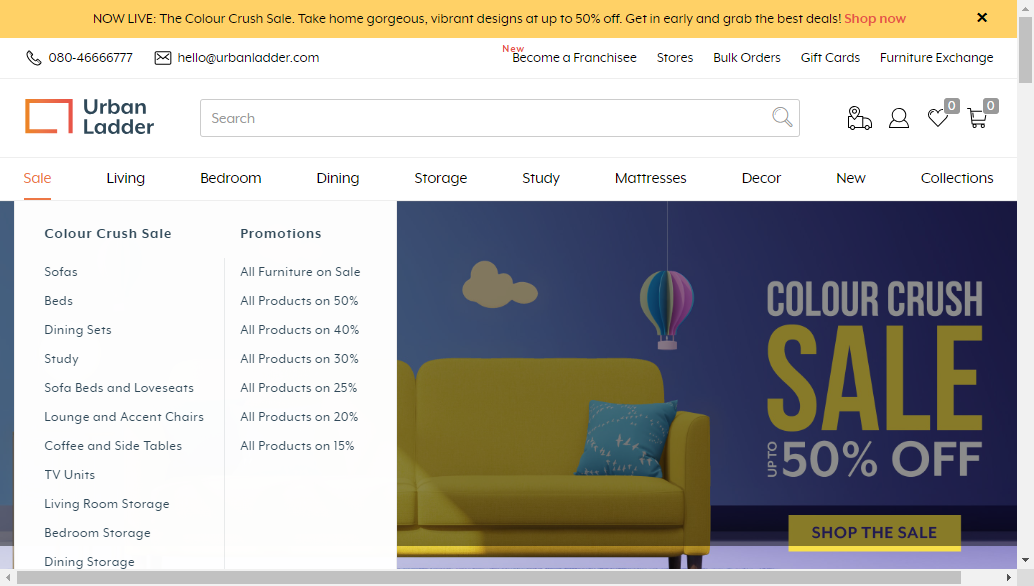 NOW LIVE: The Colour Crush Sale. Take home gorgeous, vibrant designs at up to 50% off. Get in early and grab the best deals! Shop now ✕
080-46666777 hello@urbanladder.com New Become a Franchisee Stores Bulk Orders Gift Cards Furniture Exchange
Urban
Ladder
Search
0 0
Sale Living Bedroom Dining Storage Study Mattresses Decor New Collections
Colour Crush Sale
Sofas
Beds
Dining Sets
Study
Sofa Beds and Loveseats
Lounge and Accent Chairs
Coffee and Side Tables
TV Units
Living Room Storage
Bedroom Storage
Dining Storage
Promotions
All Furniture on Sale
All Products on 50%
All Products on 40%
All Products on 30%
All Products on 25%
All Products on 20%
All Products on 15%
COLOUR CRUSH
SALE
UPTO 50% OFF
SHOP THE SALE